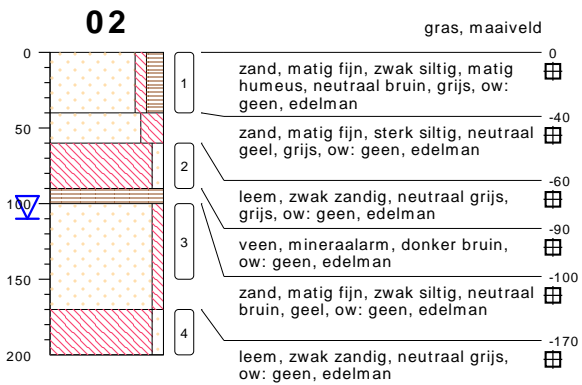 02
gras, maaiveld
0
50
100
150
200
1
2
3
4
0
zand, matig fijn, zwak siltig, matig
humeus, neutraal bruin, grijs, ow:
geen, edelman
-40
zand, matig fijn, sterk siltig, neutraal
geel, grijs, ow: geen, edelman
-60
leem, zwak zandig, neutraal grijs,
grijs, ow: geen, edelman
-90
veen, mineraalarm, donker bruin,
ow: geen, edelman
-100
zand, matig fijn, zwak siltig, neutraal
bruin, geel, ow: geen, edelman
-170
leem, zwak zandig, neutraal grijs,
ow: geen, edelman